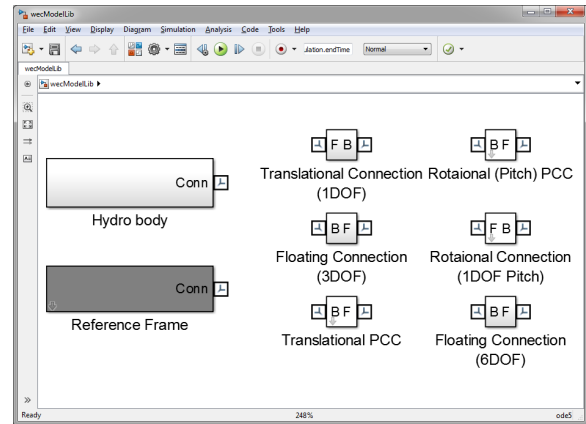 wecModelLib
File Edit View Display Diagram Simulation Analysis Code Tools Help
ulation.endTime Normal
wecModelLib
wecModelLib
Conn
Hydro body
Conn
Reference Frame
F B
Translational Connection
(1DOF)
B F
Rotaional (Pitch) PCC
B F
Floating Connection
(3DOF)
F B
Rotaional Connection
(1DOF Pitch)
B F
Translational PCC
B F
Floating Connection
(6DOF)
Ready 248% ode5